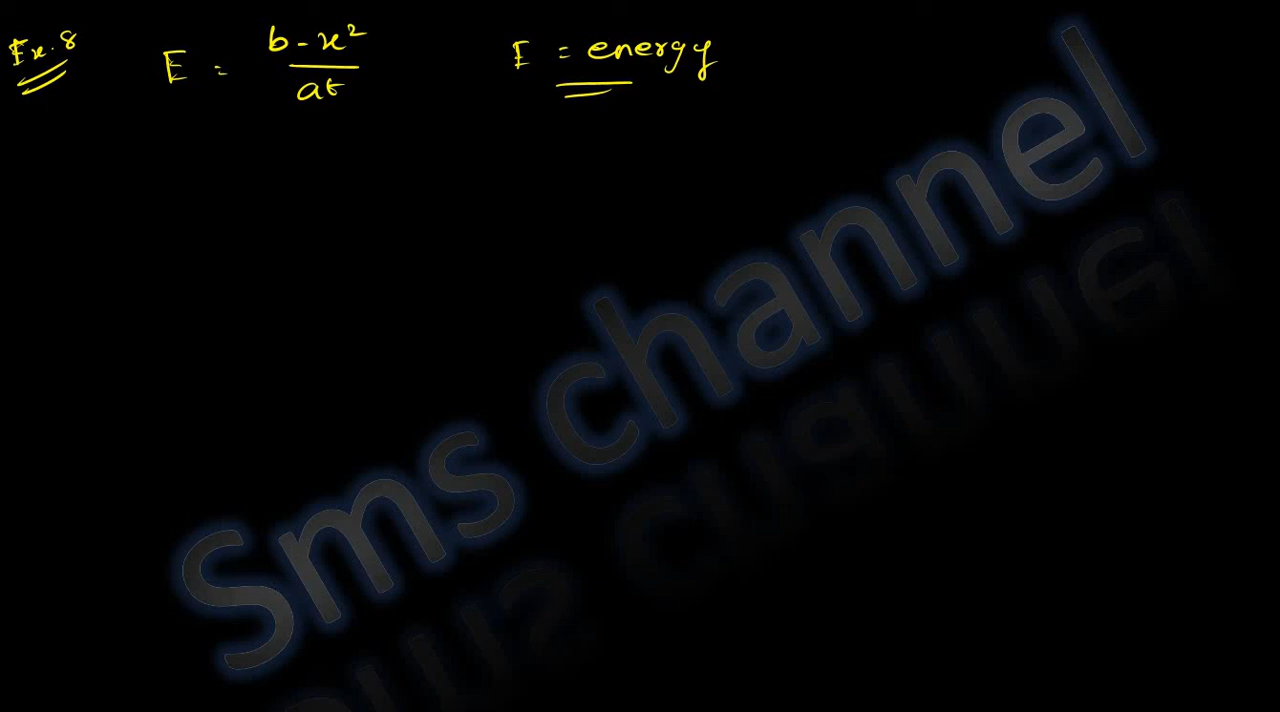 Ex. 8
E = b - x² / at
E = energy
Sms channel